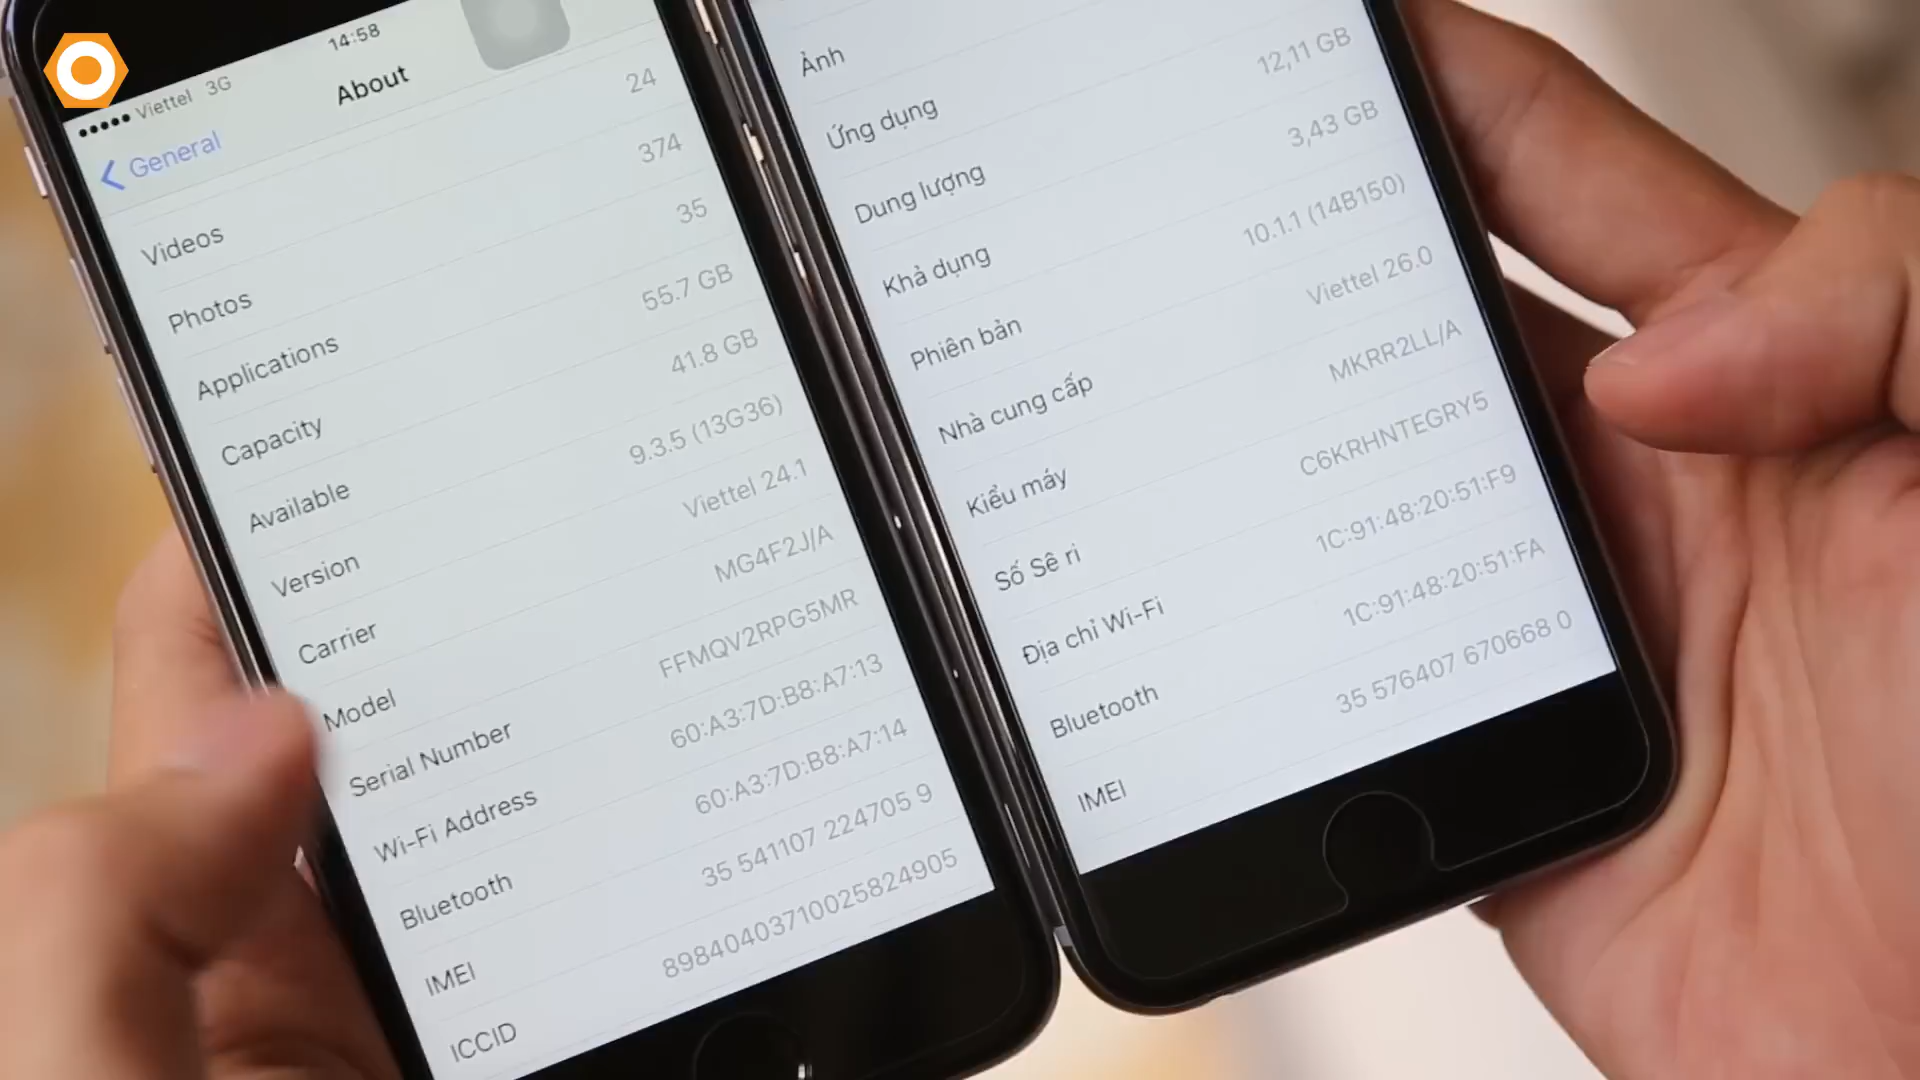 14:58
Viettel 3G
General
About
24
Videos
374
Photos
35
Applications
55.7 GB
Capacity
41.8 GB
Available
9.3.5 (13G36)
Version
Viettel 24.1
Carrier
MG4F2J/A
Model
FFMQV2RPG5MR
Serial Number
60:A3:7D:B8:A7:13
Wi-Fi Address
60:A3:7D:B8:A7:14
Bluetooth
35 541107 224705 9
IMEI
89840403710025824905
ICCID
Ảnh
Ứng dụng
12,11 GB
Dung lượng
3,43 GB
Khả dụng
10.1.1 (14B150)
Phiên bản
Viettel 26.0
Nhà cung cấp
MKRR2LL/A
Kiểu máy
C6KRHNTEGRY5
Số Sê ri
1C:91:48:20:51:F9
Địa chỉ Wi-Fi
1C:91:48:20:51:FA
Bluetooth
35 576407 670668 0
IMEI